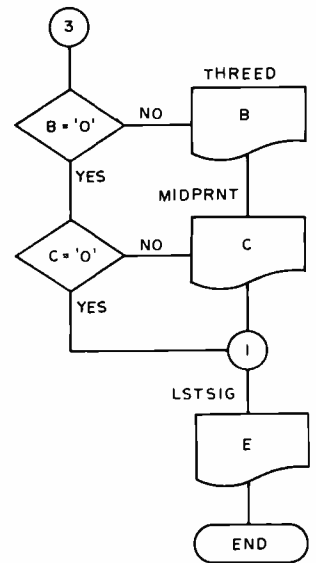 3
THREED
B = 'O'
NO
B
YES
MIDPRNT
C = 'O'
NO
C
YES
1
LSTSIG
E
END